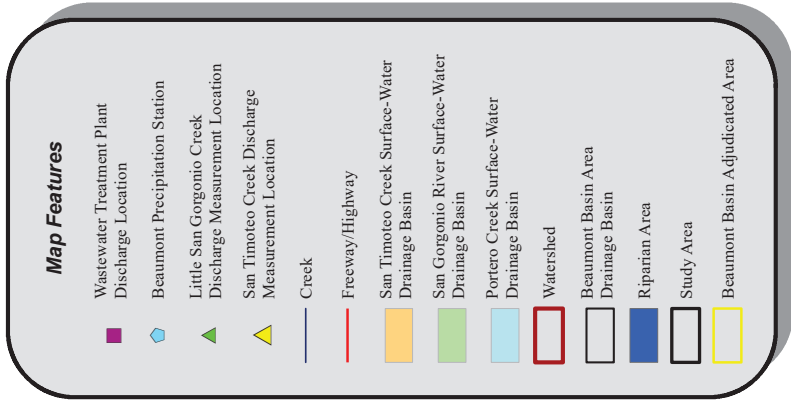 Map Features
Wastewater Treatment Plant
Discharge Location
Beaumont Precipitation Station
Little San Gorgonio Creek
Discharge Measurement Location
San Timoteo Creek Discharge
Measurement Location
Creek
Freeway/Highway
San Timoteo Creek Surface-Water
Drainage Basin
San Gorgonio River Surface-Water
Drainage Basin
Portero Creek Surface-Water
Drainage Basin
Watershed
Beaumont Basin Area
Drainage Basin
Riparian Area
Study Area
Beaumont Basin Adjudicated Area